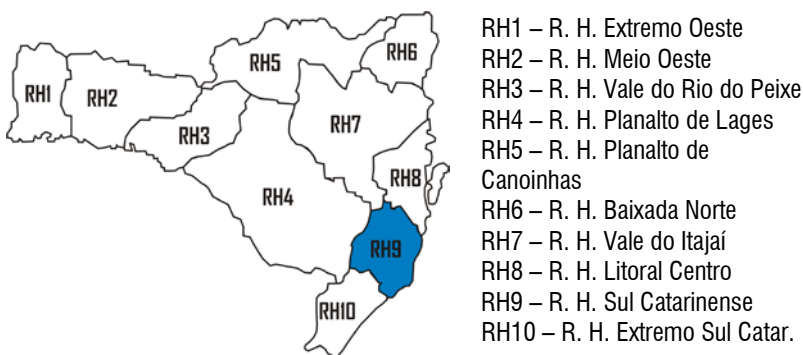 RH1
RH2
RH3
RH4
RH5
RH6
RH7
RH8
RH9
RH10
RH1 – R. H. Extremo Oeste
RH2 – R. H. Meio Oeste
RH3 – R. H. Vale do Rio do Peixe
RH4 – R. H. Planalto de Lages
RH5 – R. H. Planalto de
Canoinhas
RH6 – R. H. Baixada Norte
RH7 – R. H. Vale do Itajaí
RH8 – R. H. Litoral Centro
RH9 – R. H. Sul Catarinense
RH10 – R. H. Extremo Sul Catar.